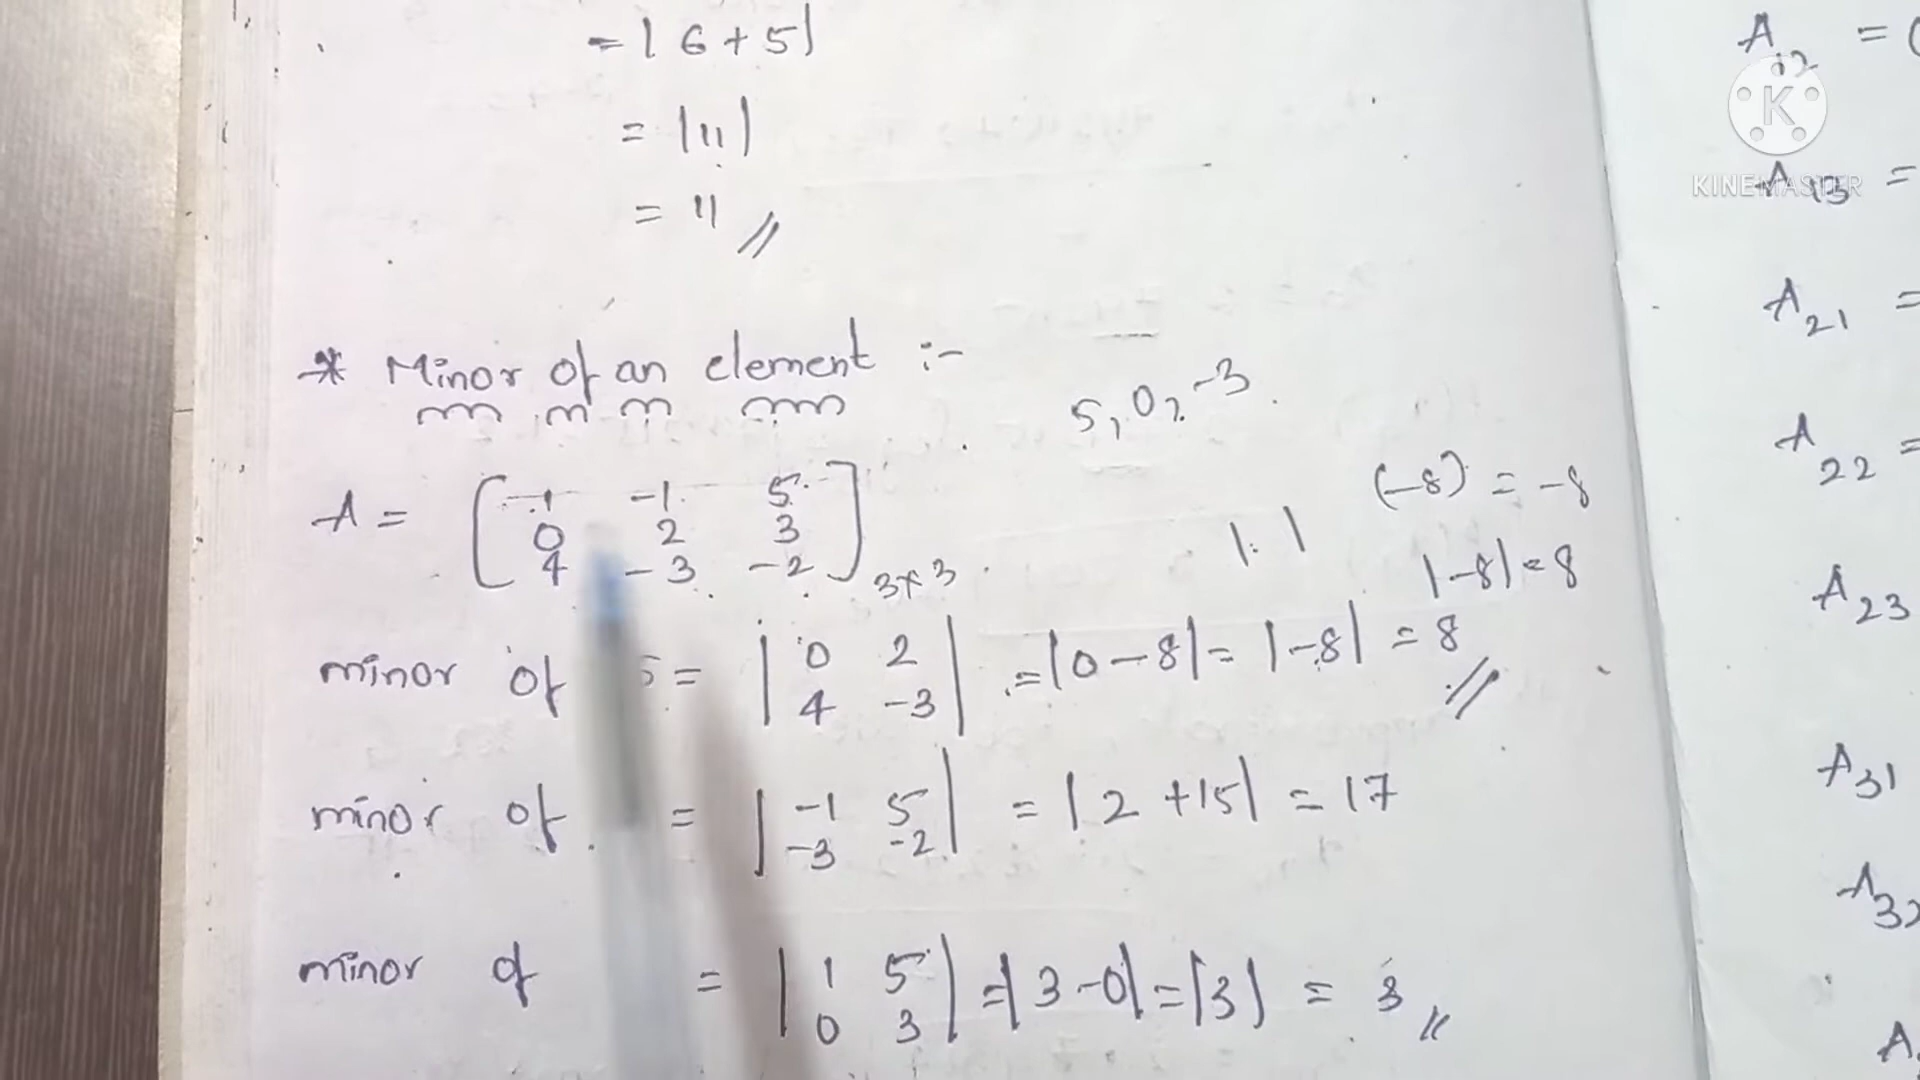 = | 6 + 5 |
= | 11 |
= 11 //
* Minor of an element :-
5, 0, -3
A = [ 1 -1 5
0 2 3
4 -3 -2 ] 3×3
(-8) = -8
| . |
|-8| = 8
minor of 5 = | 0 2 | = |0-8| = |-8| = 8 //
| 4 -3 |
minor of = | -1 5 | = | 2 +15| = 17
| -3 -2 |
minor of = | 1 5 | = |3-0| = |3| = 3 //
| 0 3 |
A12 = (
KINEMASTER
A13 =
A21 =
A22 =
A23
A31
A32
A